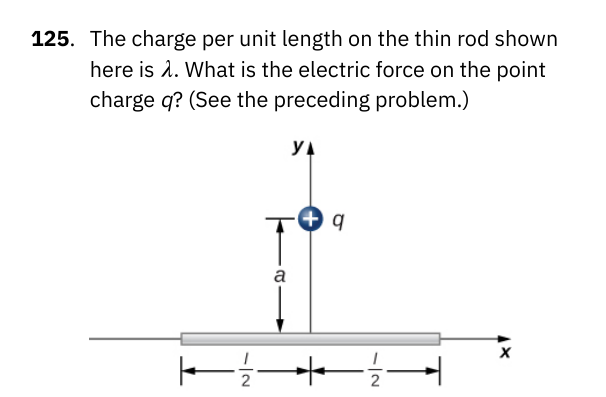 125. The charge per unit length on the thin rod shown
here is λ. What is the electric force on the point
charge q? (See the preceding problem.)
y
q
a
x
l/2 l/2